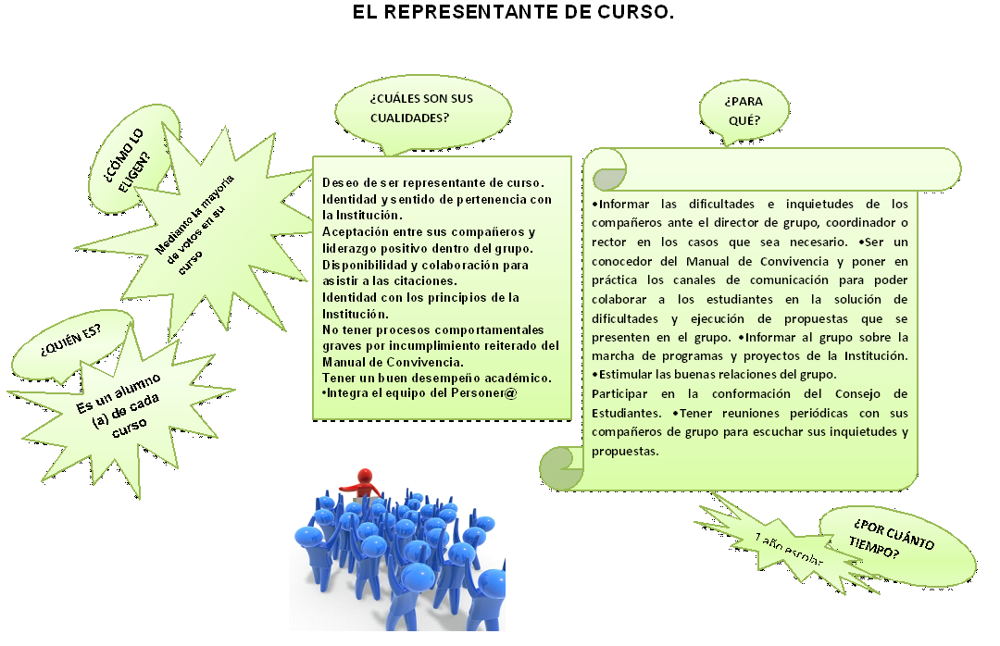 EL REPRESENTANTE DE CURSO.
¿CÓMO LO
ELIGEN?
Mediante la mayoría
de votos en su
curso
¿QUIÉN ES?
Es un alumno
(a) de cada
curso
¿CUÁLES SON SUS
CUALIDADES?
Deseo de ser representante de curso.
Identidad y sentido de pertenencia con
la Institución.
Aceptación entre sus compañeros y
liderazgo positivo dentro del grupo.
Disponibilidad y colaboración para
asistir a las citaciones.
Identidad con los principios de la
Institución.
No tener procesos comportamentales
graves por incumplimiento reiterado del
Manual de Convivencia.
Tener un buen desempeño académico.
•Integra el equipo del Personer@
¿PARA
QUÉ?
•Informar las dificultades e inquietudes de los
compañeros ante el director de grupo, coordinador o
rector en los casos que sea necesario. •Ser un
conocedor del Manual de Convivencia y poner en
práctica los canales de comunicación para poder
colaborar a los estudiantes en la solución de
dificultades y ejecución de propuestas que se
presenten en el grupo. •Informar al grupo sobre la
marcha de programas y proyectos de la Institución.
•Estimular las buenas relaciones del grupo.
Participar en la conformación del Consejo de
Estudiantes. •Tener reuniones periódicas con sus
compañeros de grupo para escuchar sus inquietudes y
propuestas.
¿POR CUÁNTO
TIEMPO?
1 año escolar